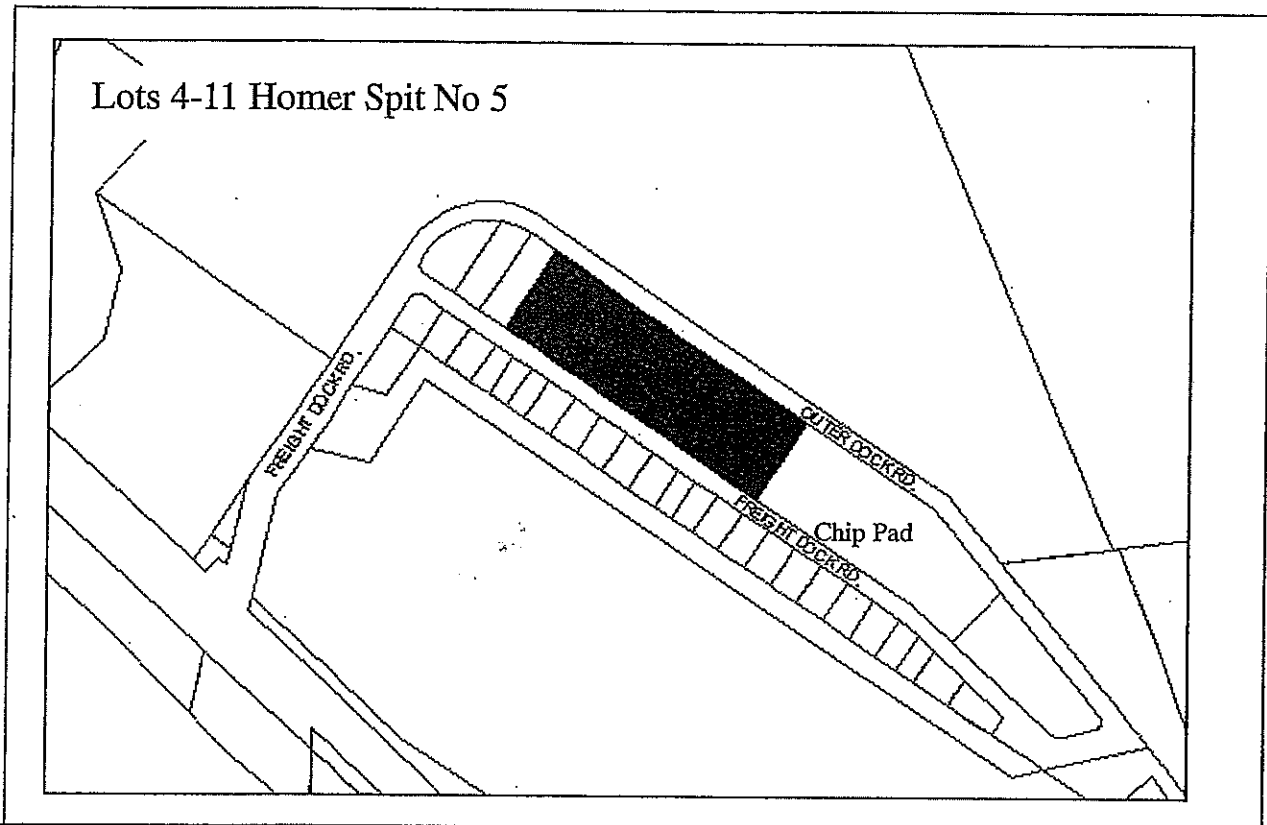 Lots 4-11 Homer Spit No 5
FREIGHT DOCK RD.
OUTER DOCK RD.
FREIGHT DOCK RD.
Chip Pad